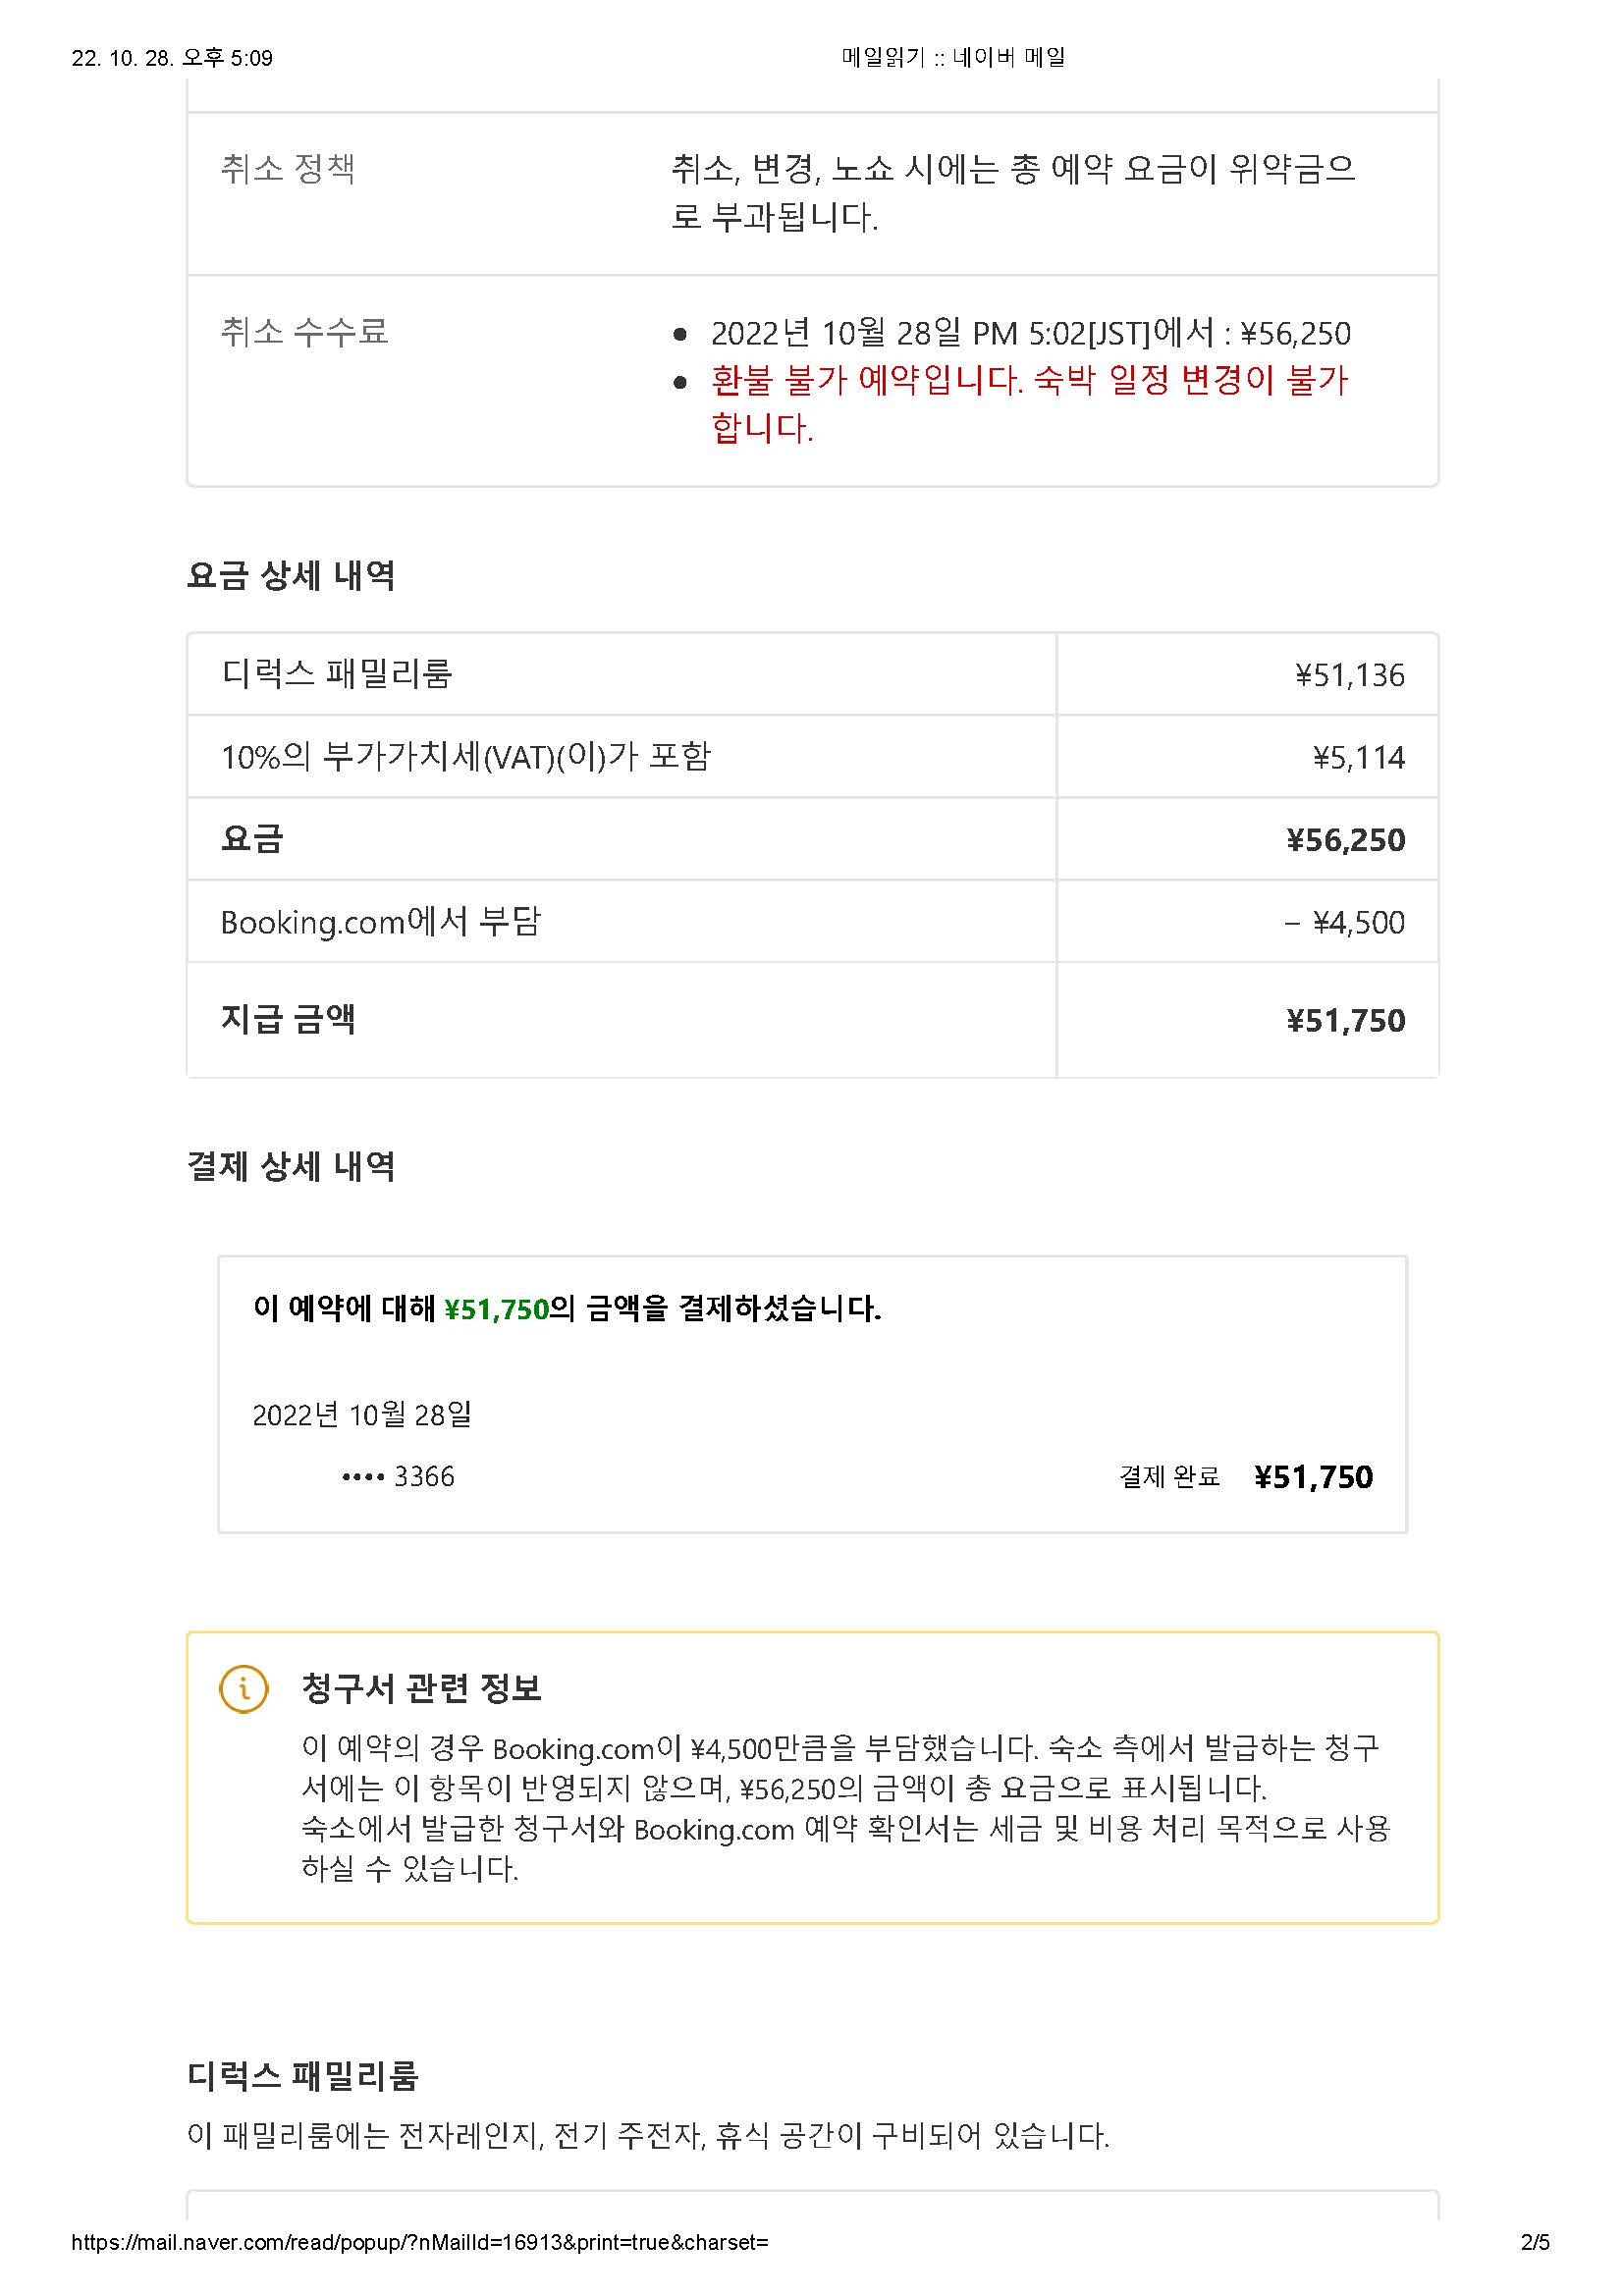 22. 10. 28. 오후 5:09
메일읽기 :: 네이버 메일
취소 정책
취소, 변경, 노쇼 시에는 총 예약 요금이 위약금으
로 부과됩니다.
취소 수수료
● 2022년 10월 28일 PM 5:02[JST]에서 : ¥56,250
● 환불 불가 예약입니다. 숙박 일정 변경이 불가
합니다.
요금 상세 내역
디럭스 패밀리룸 ¥51,136
10%의 부가가치세(VAT)(이)가 포함 ¥5,114
요금 ¥56,250
Booking.com에서 부담 – ¥4,500
지급 금액 ¥51,750
결제 상세 내역
이 예약에 대해 ¥51,750의 금액을 결제하셨습니다.
2022년 10월 28일
•••• 3366 결제 완료 ¥51,750
청구서 관련 정보
이 예약의 경우 Booking.com이 ¥4,500만큼을 부담했습니다. 숙소 측에서 발급하는 청구
서에는 이 항목이 반영되지 않으며, ¥56,250의 금액이 총 요금으로 표시됩니다.
숙소에서 발급한 청구서와 Booking.com 예약 확인서는 세금 및 비용 처리 목적으로 사용
하실 수 있습니다.
디럭스 패밀리룸
이 패밀리룸에는 전자레인지, 전기 주전자, 휴식 공간이 구비되어 있습니다.
https://mail.naver.com/read/popup/?nMailId=16913&print=true&charset=
2/5